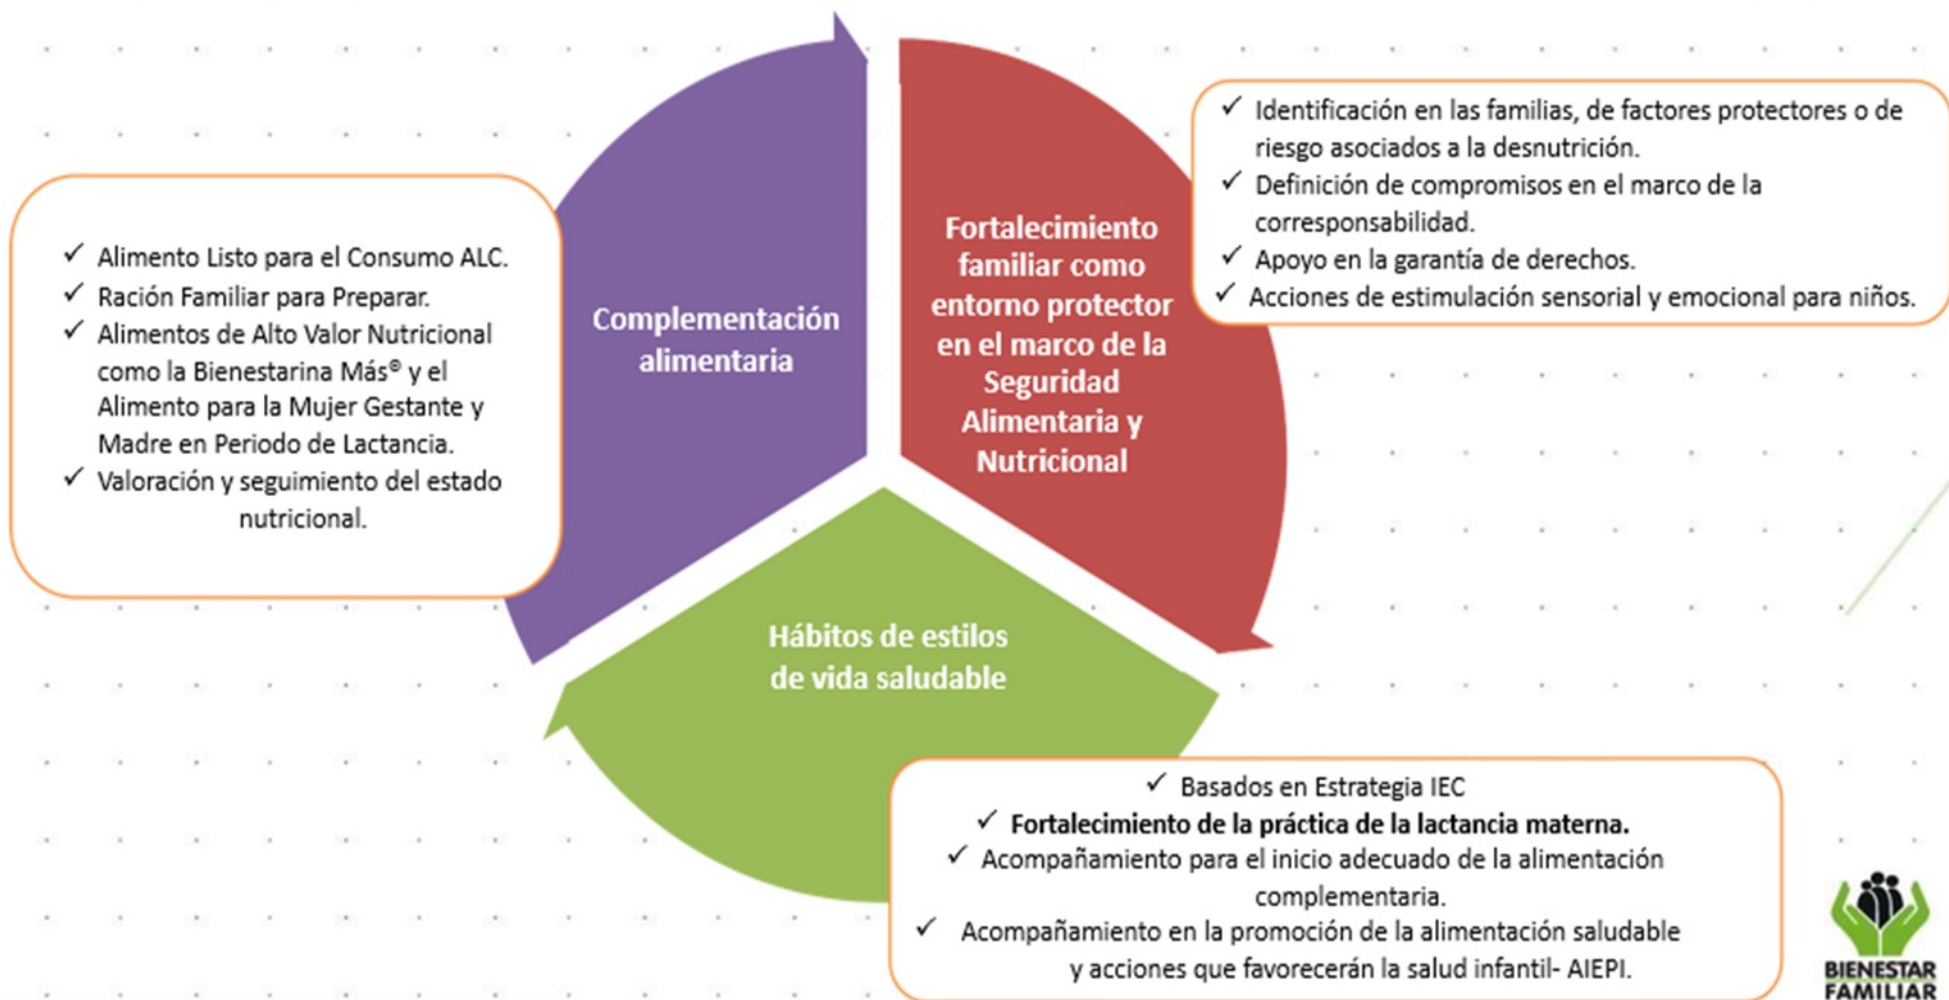 Complementación
alimentaria
✓ Alimento Listo para el Consumo ALC.
✓ Ración Familiar para Preparar.
✓ Alimentos de Alto Valor Nutricional
como la Bienestarina Más® y el
Alimento para la Mujer Gestante y
Madre en Periodo de Lactancia.
✓ Valoración y seguimiento del estado
nutricional.
Fortalecimiento
familiar como
entorno protector
en el marco de la
Seguridad
Alimentaria y
Nutricional
✓ Identificación en las familias, de factores protectores o de
riesgo asociados a la desnutrición.
✓ Definición de compromisos en el marco de la
corresponsabilidad.
✓ Apoyo en la garantía de derechos.
✓ Acciones de estimulación sensorial y emocional para niños.
Hábitos de estilos
de vida saludable
✓ Basados en Estrategia IEC
✓ Fortalecimiento de la práctica de la lactancia materna.
✓ Acompañamiento para el inicio adecuado de la alimentación
complementaria.
✓ Acompañamiento en la promoción de la alimentación saludable
y acciones que favorecerán la salud infantil- AIEPI.
BIENESTAR
FAMILIAR